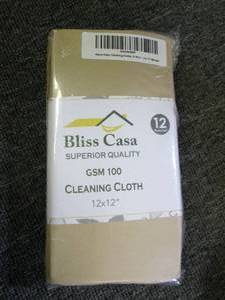 12
Bliss Casa
SUPERIOR QUALITY
GSM 100
CLEANING CLOTH
12x12"